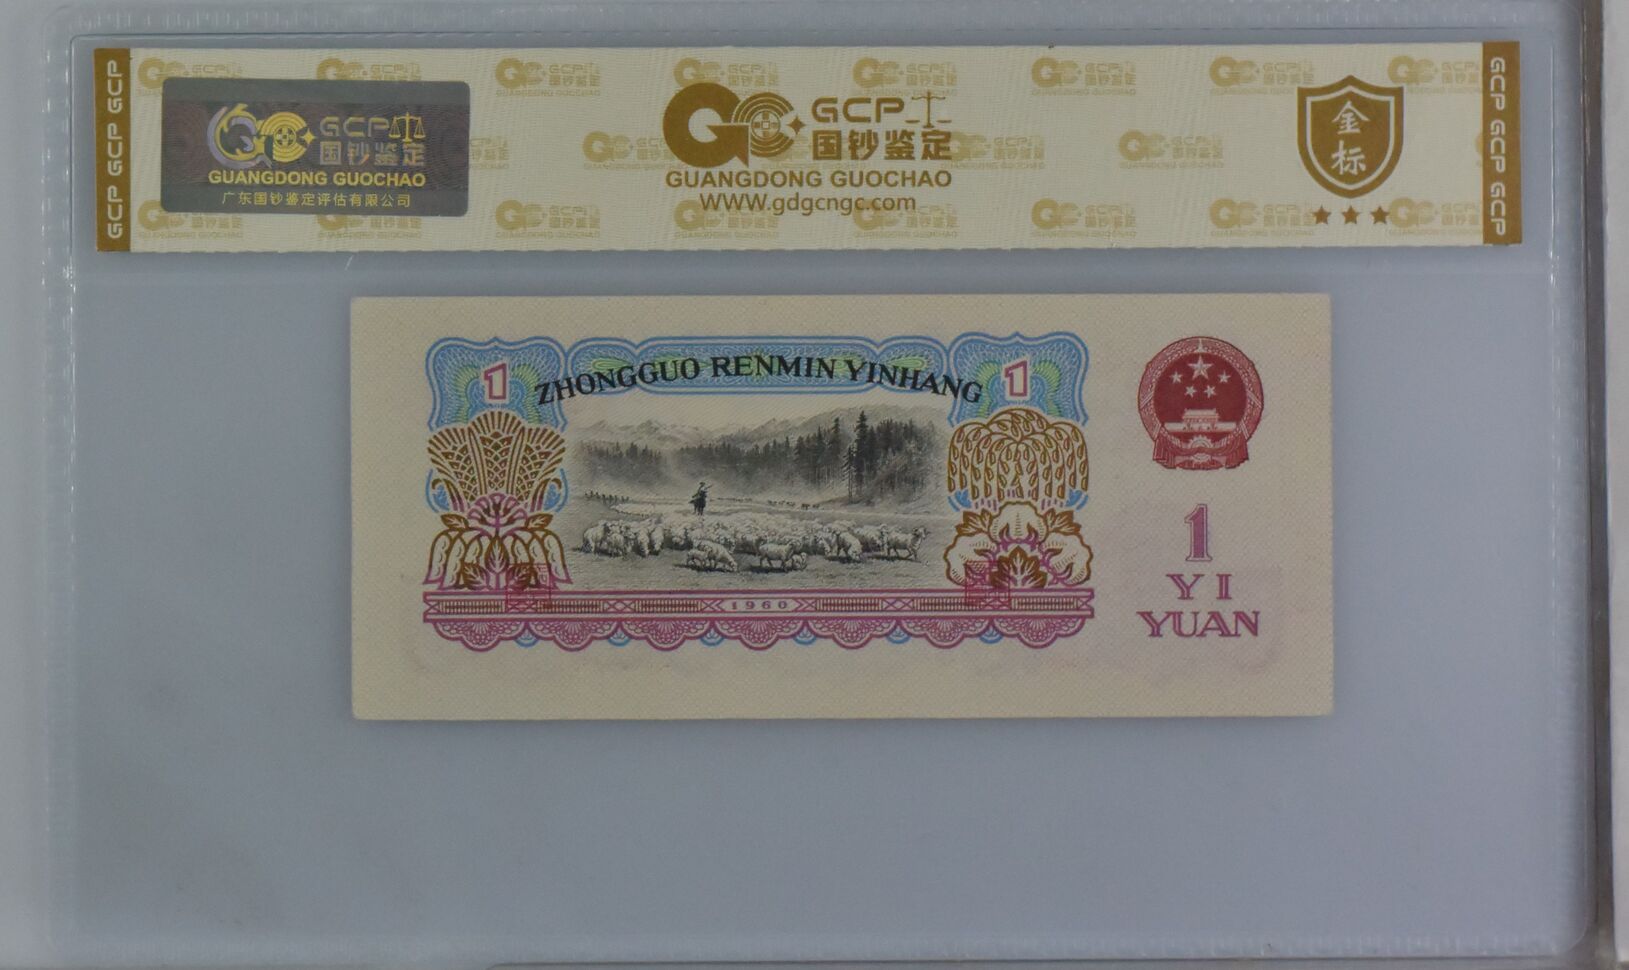 GCP GCP GCP GCP
GCP 国钞鉴定
GUANGDONG GUOCHAO
广东国钞鉴定评估有限公司
GCP
国钞鉴定
GUANGDONG GUOCHAO
www.gdgcngc.com
金标
GCP GCP GCP
ZHONGGUO RENMIN YINHANG
1
1
1960
1
YI
YUAN